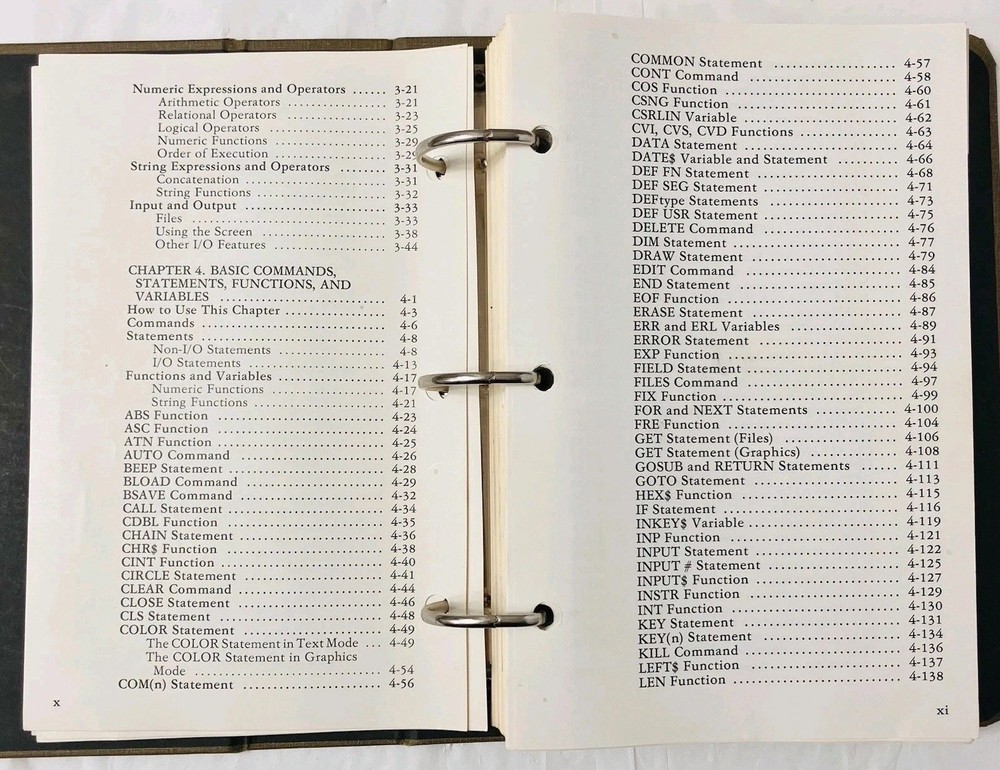 Numeric Expressions and Operators ...... 3-21
Arithmetic Operators ............... 3-21
Relational Operators ............... 3-23
Logical Operators .................. 3-25
Numeric Functions ................. 3-29
Order of Execution ................. 3-29
String Expressions and Operators ........ 3-31
Concatenation ..................... 3-31
String Functions ................... 3-32
Input and Output ...................... 3-33
Files ............................. 3-33
Using the Screen ................... 3-38
Other I/O Features ................. 3-44
CHAPTER 4. BASIC COMMANDS,
STATEMENTS, FUNCTIONS, AND
VARIABLES ......................... 4-1
How to Use This Chapter ................ 4-3
Commands ............................ 4-6
Statements ............................ 4-8
Non-I/O Statements ................ 4-8
I/O Statements ..................... 4-13
Functions and Variables ................ 4-17
Numeric Functions ................. 4-17
String Functions ................... 4-21
ABS Function ......................... 4-23
ASC Function ......................... 4-24
ATN Function ......................... 4-25
AUTO Command ....................... 4-26
BEEP Statement ........................ 4-28
BLOAD Command ...................... 4-29
BSAVE Command ...................... 4-32
CALL Statement ........................ 4-34
CDBL Function ........................ 4-35
CHAIN Statement ...................... 4-36
CHR$ Function ........................ 4-38
CINT Function ......................... 4-40
CIRCLE Statement ...................... 4-41
CLEAR Command ....................... 4-44
CLOSE Statement ....................... 4-46
CLS Statement ......................... 4-48
COLOR Statement ...................... 4-49
The COLOR Statement in Text Mode ... 4-49
The COLOR Statement in Graphics
Mode ............................. 4-54
COM(n) Statement ...................... 4-56
x
COMMON Statement .................. 4-57
CONT Command ...................... 4-58
COS Function ......................... 4-60
CSNG Function ........................ 4-61
CSRLIN Variable ....................... 4-62
CVI, CVS, CVD Functions ............... 4-63
DATA Statement ....................... 4-64
DATE$ Variable and Statement .......... 4-66
DEF FN Statement ..................... 4-68
DEF SEG Statement .................... 4-71
DEFtype Statements .................... 4-73
DEF USR Statement .................... 4-75
DELETE Command ..................... 4-76
DIM Statement ......................... 4-77
DRAW Statement ....................... 4-79
EDIT Command ........................ 4-84
END Statement ......................... 4-85
EOF Function .......................... 4-86
ERASE Statement ....................... 4-87
ERR and ERL Variables ................. 4-89
ERROR Statement ...................... 4-91
EXP Function .......................... 4-93
FIELD Statement ....................... 4-94
FILES Command ........................ 4-97
FIX Function ........................... 4-99
FOR and NEXT Statements .............. 4-100
FRE Function .......................... 4-104
GET Statement (Files) .................. 4-106
GET Statement (Graphics) ............... 4-108
GOSUB and RETURN Statements ........ 4-111
GOTO Statement ....................... 4-113
HEX$ Function ......................... 4-115
IF Statement ........................... 4-116
INKEY$ Variable ....................... 4-119
INP Function .......................... 4-121
INPUT Statement ....................... 4-122
INPUT # Statement ..................... 4-125
INPUT$ Function ....................... 4-127
INSTR Function ........................ 4-129
INT Function .......................... 4-130
KEY Statement ......................... 4-131
KEY(n) Statement ...................... 4-134
KILL Command ........................ 4-136
LEFT$ Function ........................ 4-137
LEN Function .......................... 4-138
xi